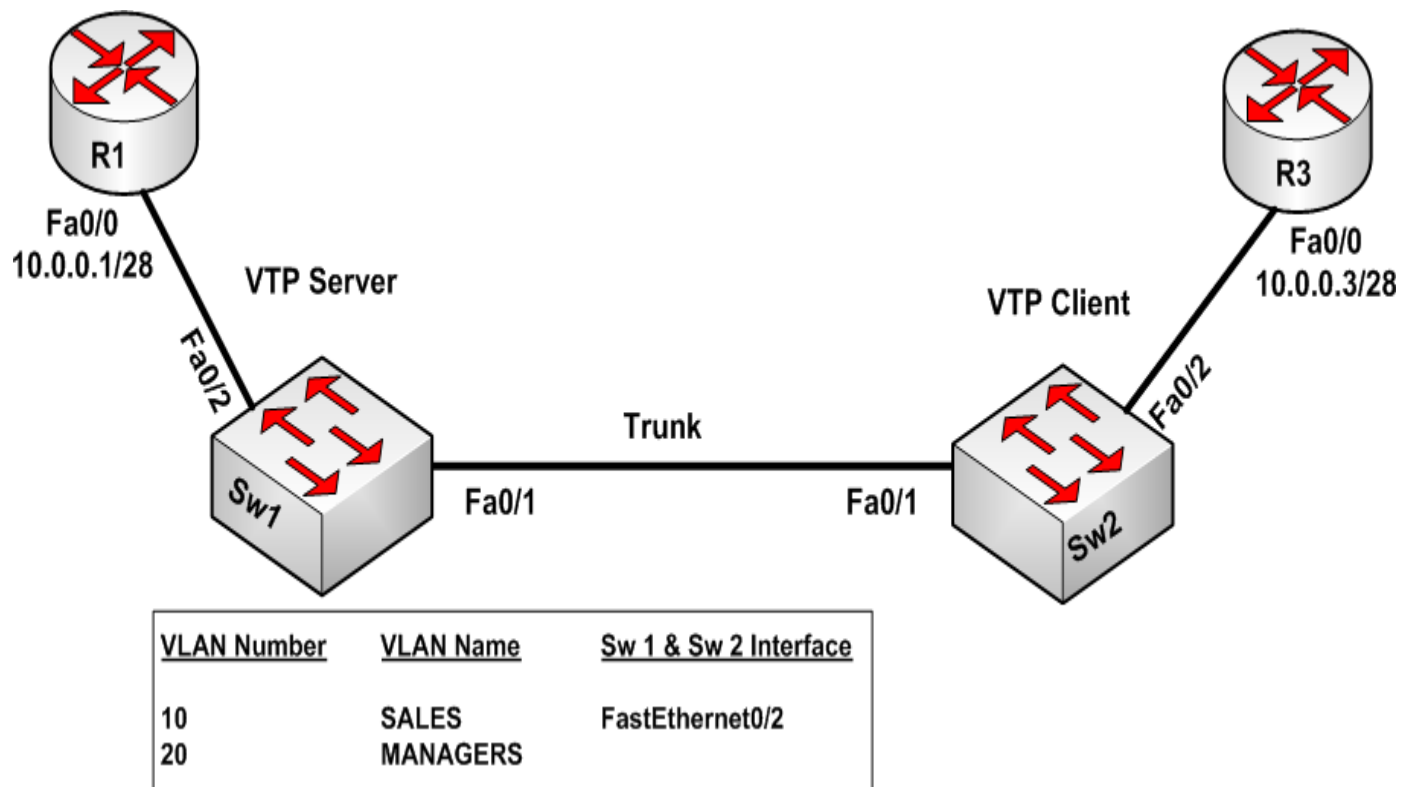 R1
Fa0/0
10.0.0.1/28
VTP Server
Fa0/2
Sw1
Fa0/1
Trunk
Fa0/1
Sw2
Fa0/2
VTP Client
R3
Fa0/0
10.0.0.3/28
VLAN Number VLAN Name Sw 1 & Sw 2 Interface
10 SALES FastEthernet0/2
20 MANAGERS